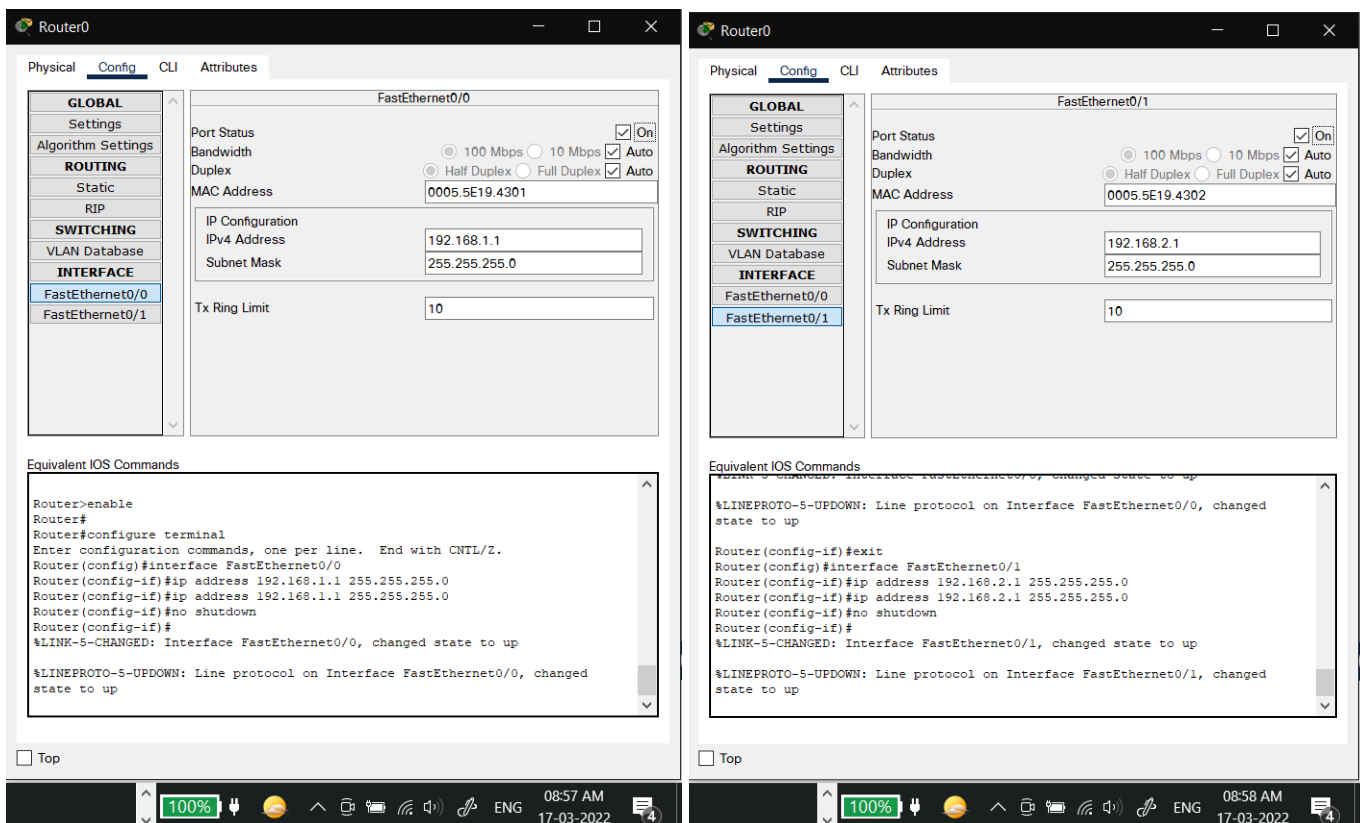 Router0
Physical Config CLI Attributes
GLOBAL
Settings
Algorithm Settings
ROUTING
Static
RIP
SWITCHING
VLAN Database
INTERFACE
FastEthernet0/0
FastEthernet0/1
FastEthernet0/0
Port Status On
Bandwidth 100 Mbps 10 Mbps Auto
Duplex Half Duplex Full Duplex Auto
MAC Address 0005.5E19.4301
IP Configuration
IPv4 Address 192.168.1.1
Subnet Mask 255.255.255.0
Tx Ring Limit 10
Equivalent IOS Commands
Router>enable
Router#
Router#configure terminal
Enter configuration commands, one per line. End with CNTL/Z.
Router(config)#interface FastEthernet0/0
Router(config-if)#ip address 192.168.1.1 255.255.255.0
Router(config-if)#ip address 192.168.1.1 255.255.255.0
Router(config-if)#no shutdown
Router(config-if)#
%LINK-5-CHANGED: Interface FastEthernet0/0, changed state to up
%LINEPROTO-5-UPDOWN: Line protocol on Interface FastEthernet0/0, changed
state to up
Top
100% ENG 08:57 AM
17-03-2022 4
Router0
Physical Config CLI Attributes
GLOBAL
Settings
Algorithm Settings
ROUTING
Static
RIP
SWITCHING
VLAN Database
INTERFACE
FastEthernet0/0
FastEthernet0/1
FastEthernet0/1
Port Status On
Bandwidth 100 Mbps 10 Mbps Auto
Duplex Half Duplex Full Duplex Auto
MAC Address 0005.5E19.4302
IP Configuration
IPv4 Address 192.168.2.1
Subnet Mask 255.255.255.0
Tx Ring Limit 10
Equivalent IOS Commands
%LINK-5-CHANGED: Interface FastEthernet0/0, changed state to up
%LINEPROTO-5-UPDOWN: Line protocol on Interface FastEthernet0/0, changed
state to up
Router(config-if)#exit
Router(config)#interface FastEthernet0/1
Router(config-if)#ip address 192.168.2.1 255.255.255.0
Router(config-if)#ip address 192.168.2.1 255.255.255.0
Router(config-if)#no shutdown
Router(config-if)#
%LINK-5-CHANGED: Interface FastEthernet0/1, changed state to up
%LINEPROTO-5-UPDOWN: Line protocol on Interface FastEthernet0/1, changed
state to up
Top
100% ENG 08:58 AM
17-03-2022 4